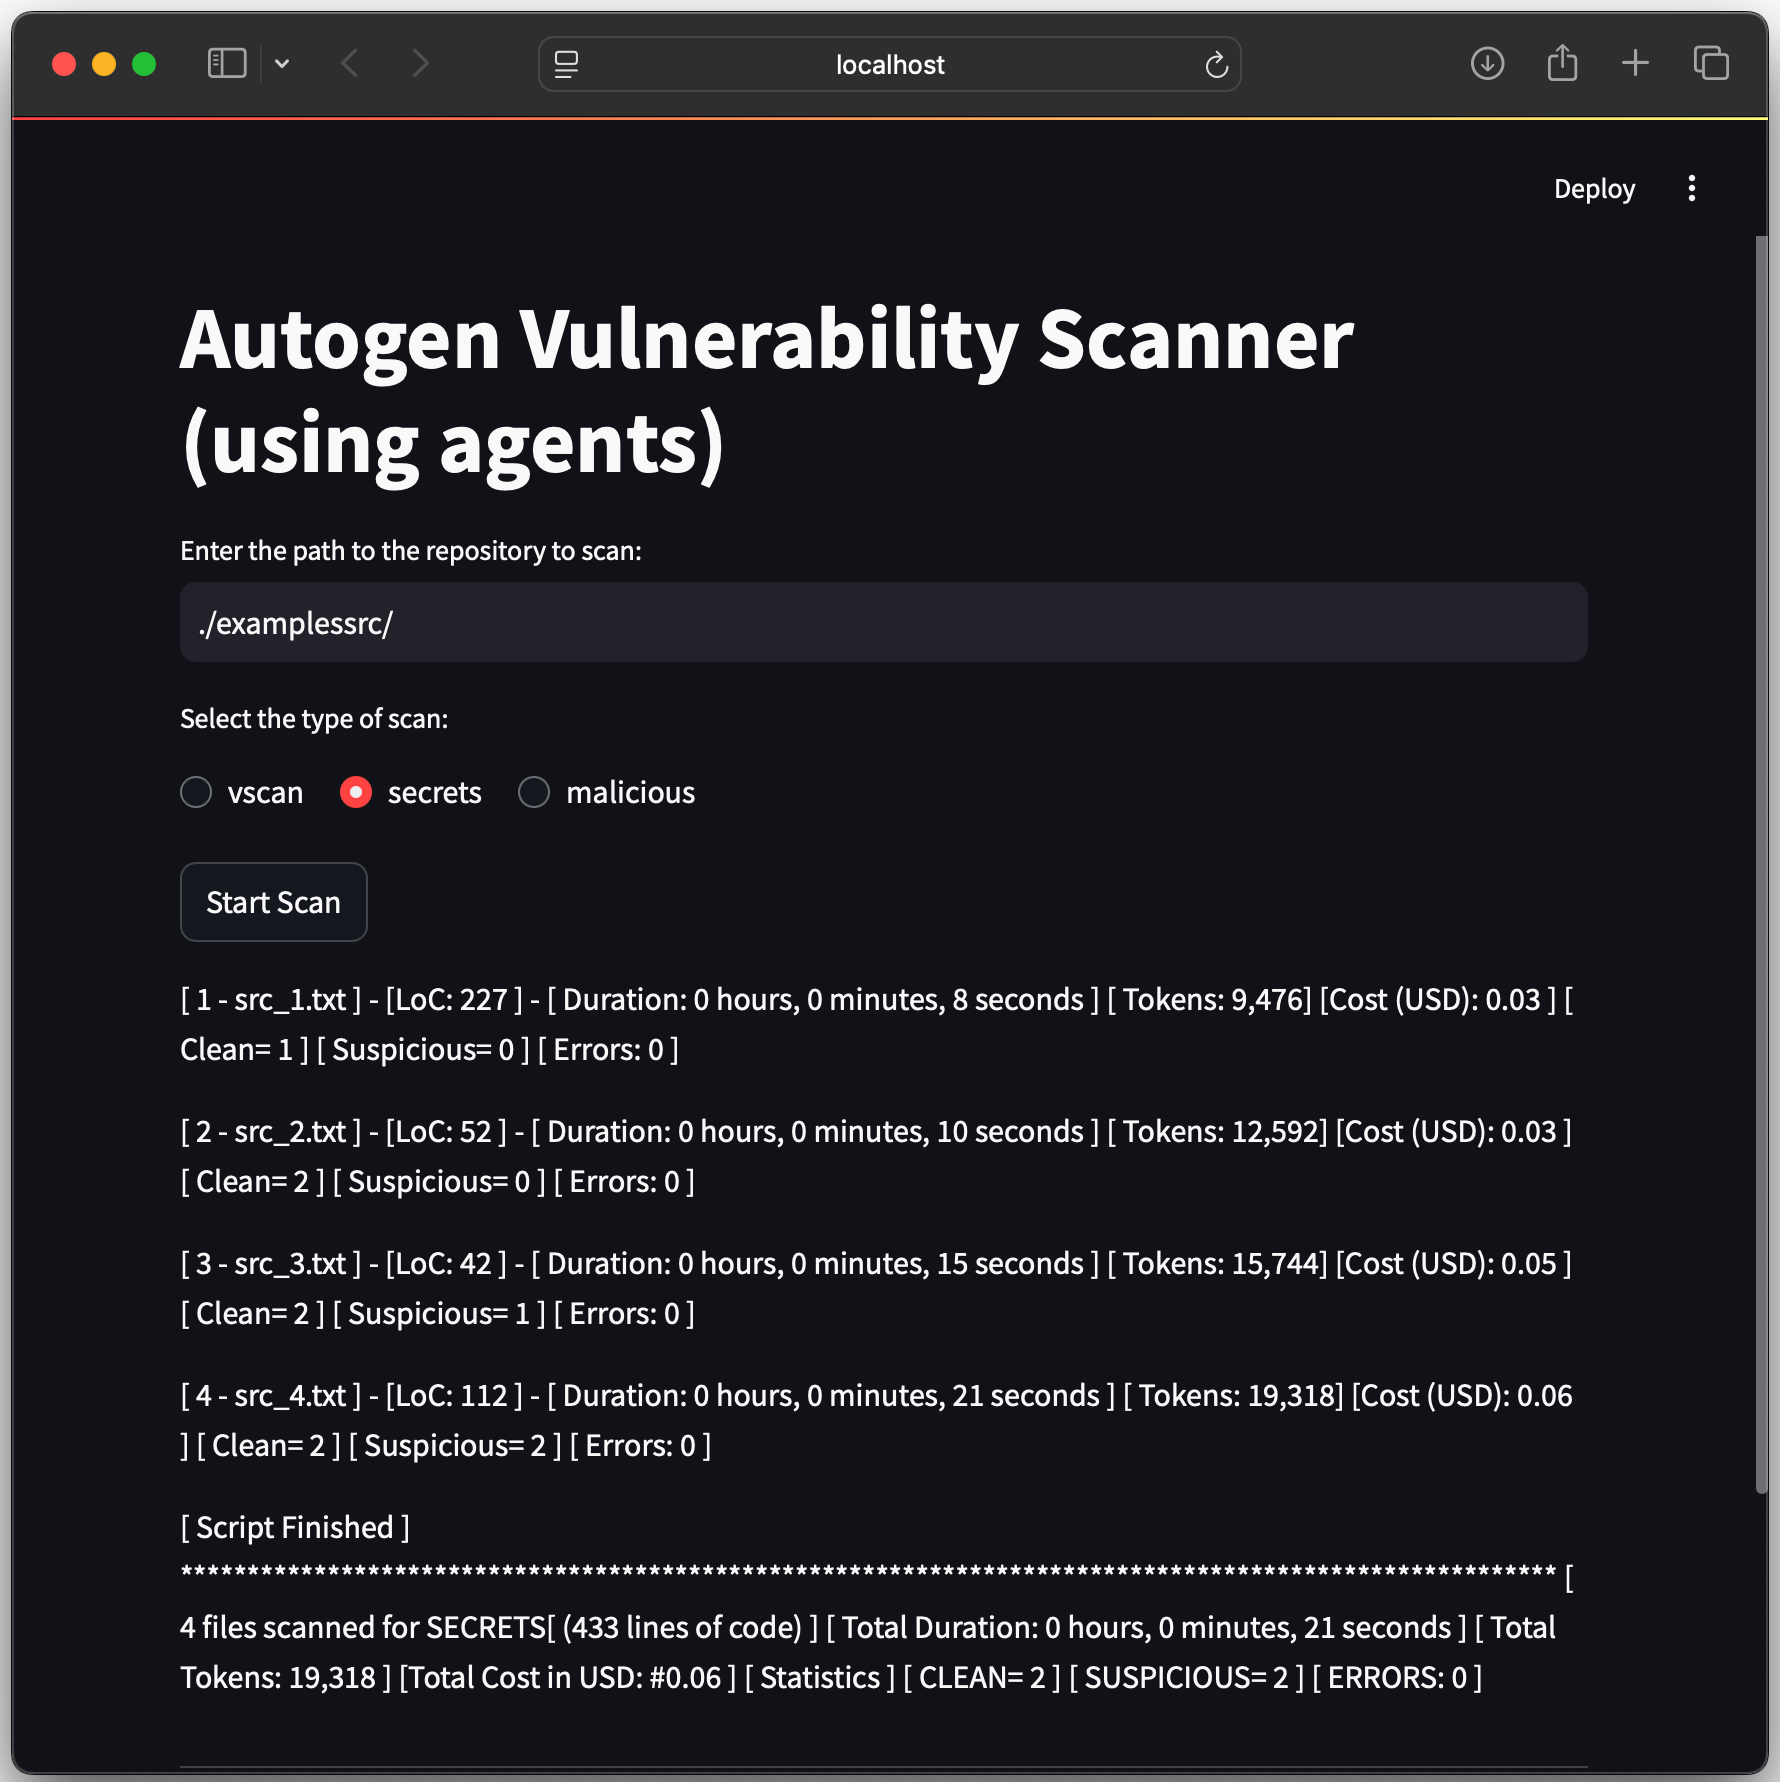 localhost
Deploy
Autogen Vulnerability Scanner
(using agents)
Enter the path to the repository to scan:
./examplessrc/
Select the type of scan:
vscan secrets malicious
Start Scan
[ 1 - src_1.txt ] - [LoC: 227 ] - [ Duration: 0 hours, 0 minutes, 8 seconds ] [ Tokens: 9,476] [Cost (USD): 0.03 ] [
Clean= 1 ] [ Suspicious= 0 ] [ Errors: 0 ]
[ 2 - src_2.txt ] - [LoC: 52 ] - [ Duration: 0 hours, 0 minutes, 10 seconds ] [ Tokens: 12,592] [Cost (USD): 0.03 ]
[ Clean= 2 ] [ Suspicious= 0 ] [ Errors: 0 ]
[ 3 - src_3.txt ] - [LoC: 42 ] - [ Duration: 0 hours, 0 minutes, 15 seconds ] [ Tokens: 15,744] [Cost (USD): 0.05 ]
[ Clean= 2 ] [ Suspicious= 1 ] [ Errors: 0 ]
[ 4 - src_4.txt ] - [LoC: 112 ] - [ Duration: 0 hours, 0 minutes, 21 seconds ] [ Tokens: 19,318] [Cost (USD): 0.06
] [ Clean= 2 ] [ Suspicious= 2 ] [ Errors: 0 ]
[ Script Finished ]
******************************************************************************************************** [
4 files scanned for SECRETS[ (433 lines of code) ] [ Total Duration: 0 hours, 0 minutes, 21 seconds ] [ Total
Tokens: 19,318 ] [Total Cost in USD: #0.06 ] [ Statistics ] [ CLEAN= 2 ] [ SUSPICIOUS= 2 ] [ ERRORS: 0 ]